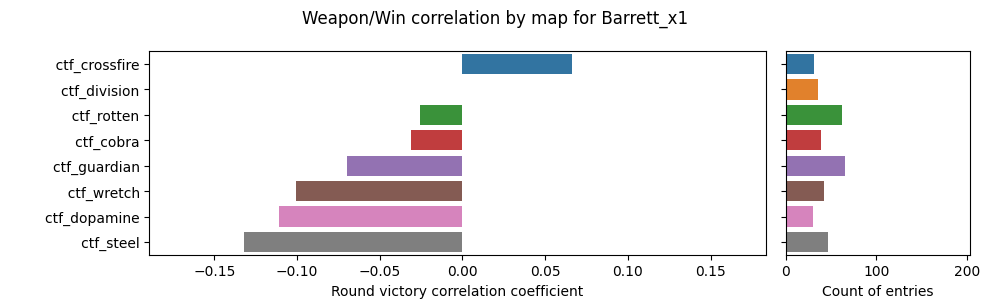 Weapon/Win correlation by map for Barrett_x1
ctf_crossfire
ctf_division
ctf_rotten
ctf_cobra
ctf_guardian
ctf_wretch
ctf_dopamine
ctf_steel
−0.15 −0.10 −0.05 0.00 0.05 0.10 0.15
Round victory correlation coefficient
0 100 200
Count of entries